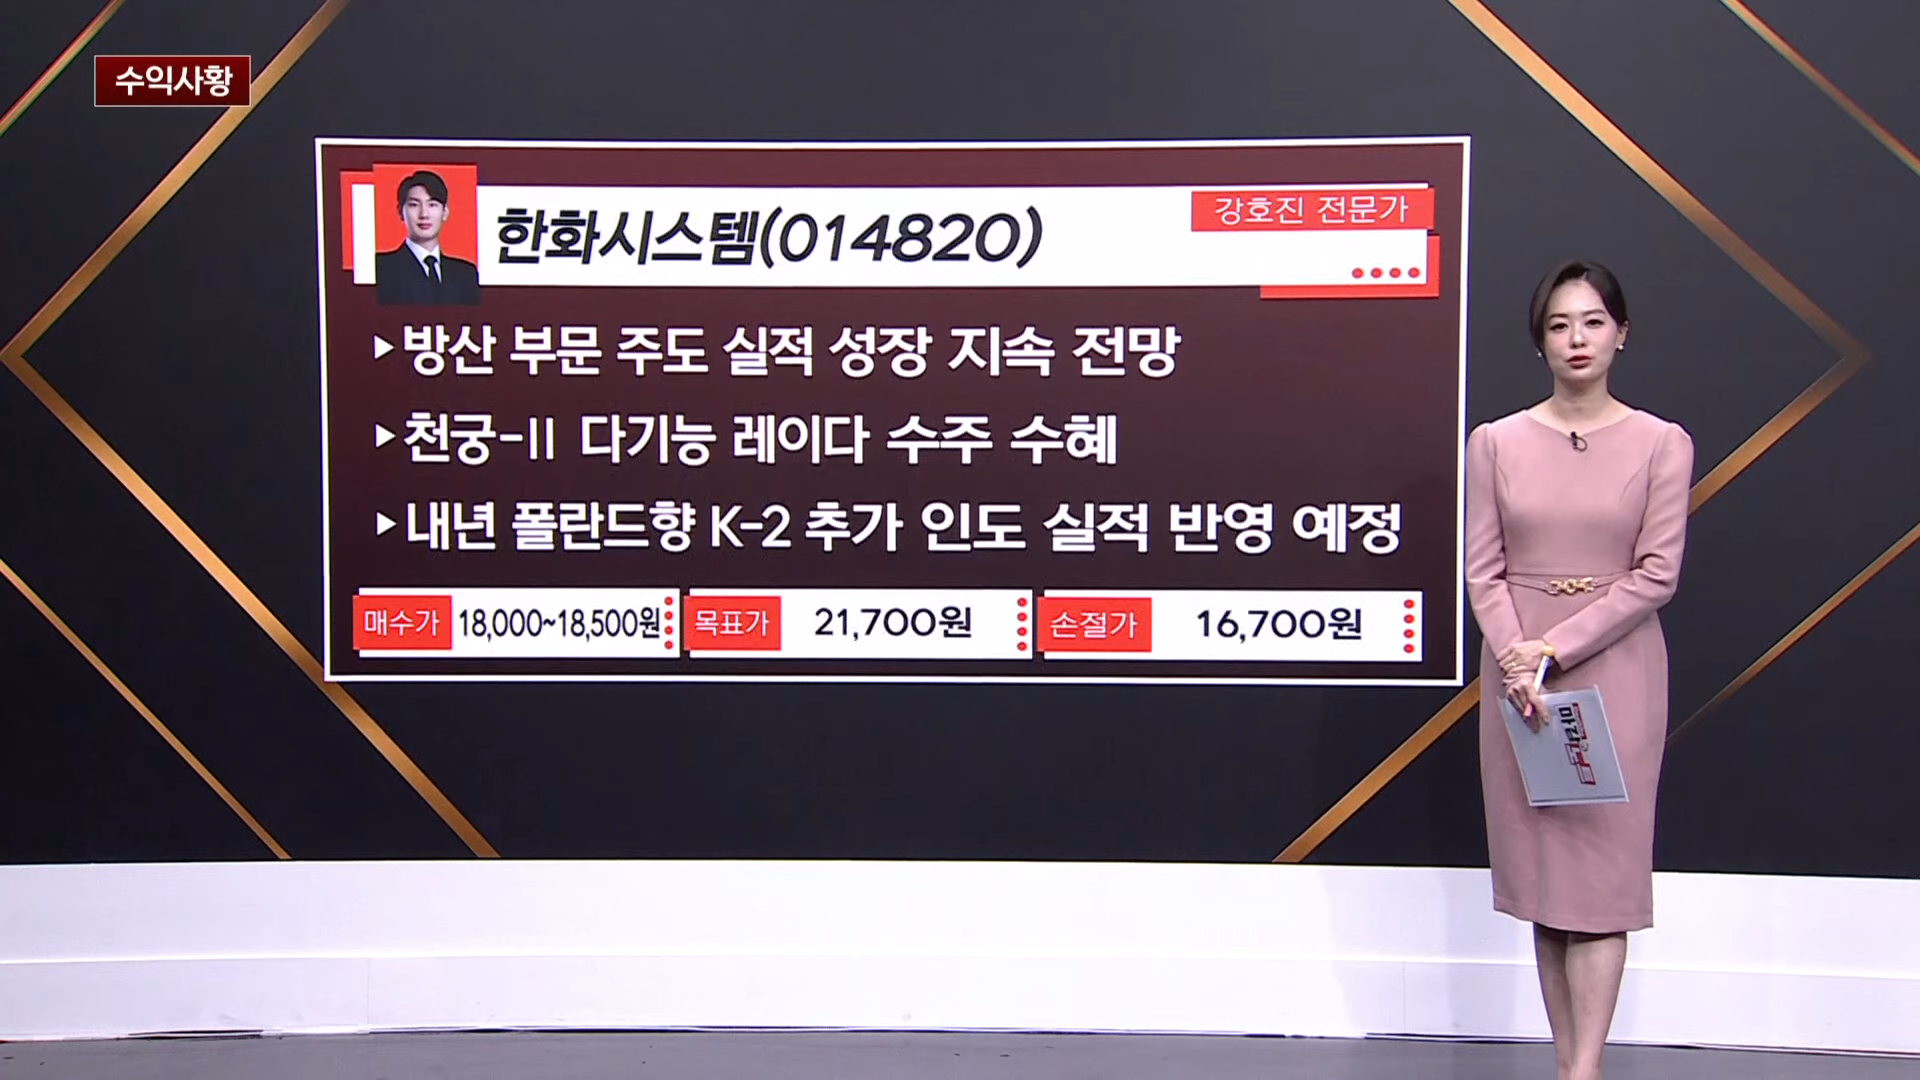 수익사황
한화시스템(014820)
강호진 전문가
▶방산 부문 주도 실적 성장 지속 전망
▶천궁-II 다기능 레이다 수주 수혜
▶내년 폴란드향 K-2 추가 인도 실적 반영 예정
매수가 18,000~18,500원
목표가 21,700원
손절가 16,700원